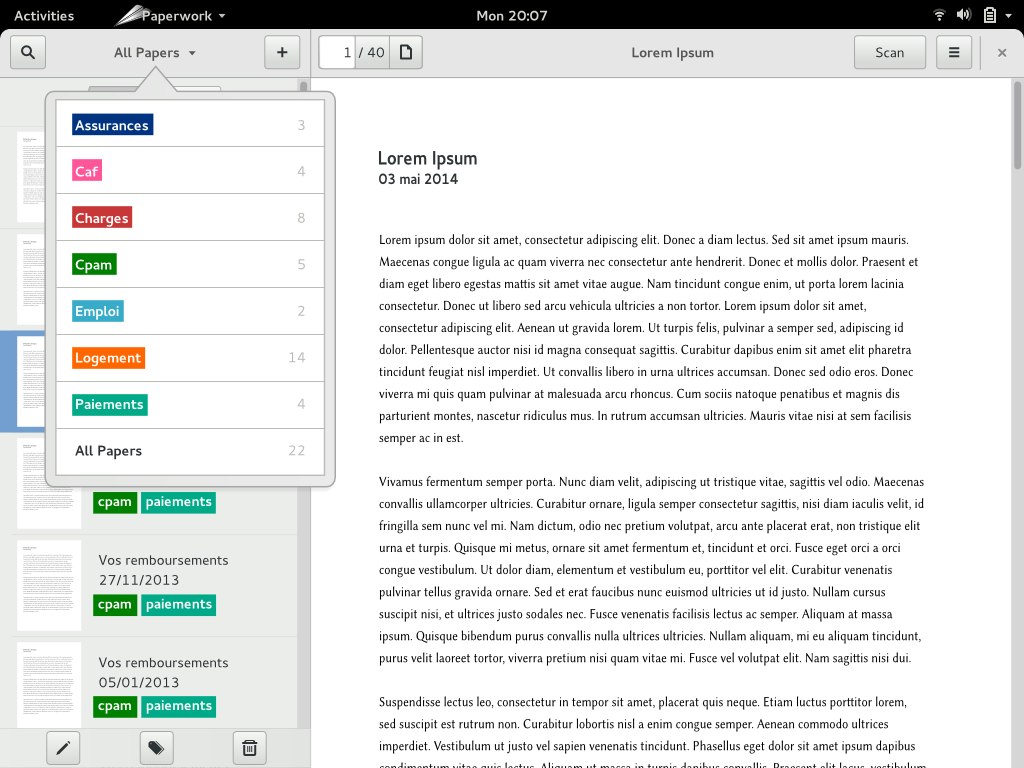 Activities
Paperwork
Mon 20:07
All Papers
1 / 40
Lorem Ipsum
Scan
Assurances 3
Caf 4
Charges 8
Cpam 5
Emploi 2
Logement 14
Paiements 4
All Papers 22
cpam paiements
Vos remboursements
27/11/2013
cpam paiements
Vos remboursements
05/01/2013
cpam paiements
Lorem Ipsum
03 mai 2014
Lorem ipsum dolor sit amet, consectetur adipiscing elit. Donec a diam lectus. Sed sit amet ipsum mauris.
Maecenas congue ligula ac quam viverra nec consectetur ante hendrerit. Donec et mollis dolor. Praesent et
diam eget libero egestas mattis sit amet vitae augue. Nam tincidunt congue enim, ut porta lorem lacinia
consectetur. Donec ut libero sed arcu vehicula ultricies a non tortor. Lorem ipsum dolor sit amet,
consectetur adipiscing elit. Aenean ut gravida lorem. Ut turpis felis, pulvinar a semper sed, adipiscing id
dolor. Pellentesque auctor nisi id magna consequat sagittis. Curabitur dapibus enim sit amet elit pharetra
tincidunt feugiat nisl imperdiet. Ut convallis libero in urna ultrices accumsan. Donec sed odio eros. Donec
viverra mi quis quam pulvinar at malesuada arcu rhoncus. Cum sociis natoque penatibus et magnis dis
parturient montes, nascetur ridiculus mus. In rutrum accumsan ultricies. Mauris vitae nisi at sem facilisis
semper ac in est.
Vivamus fermentum semper porta. Nunc diam velit, adipiscing ut tristique vitae, sagittis vel odio. Maecenas
convallis ullamcorper ultricies. Curabitur ornare, ligula semper consectetur sagittis, nisi diam iaculis velit, id
fringilla sem nunc vel mi. Nam dictum, odio nec pretium volutpat, arcu ante placerat erat, non tristique elit
urna et turpis. Quisque mi metus, ornare sit amet fermentum et, tincidunt et orci. Fusce eget orci a orci
congue vestibulum. Ut dolor diam, elementum et vestibulum eu, porttitor vel elit. Curabitur venenatis
pulvinar tellus gravida ornare. Sed et erat faucibus nunc euismod ultricies ut id justo. Nullam cursus
suscipit nisi, et ultrices justo sodales nec. Fusce venenatis facilisis lectus ac semper. Aliquam at massa
ipsum. Quisque bibendum purus convallis nulla ultrices ultricies. Nullam aliquam, mi eu aliquam tincidunt,
purus velit laoreet tortor, viverra pretium nisi quam vitae mi. Fusce vel volutpat elit. Nam sagittis nisi dui.
Suspendisse lectus leo, consectetur in tempor sit amet, placerat quis neque. Etiam luctus porttitor lorem,
sed suscipit est rutrum non. Curabitur lobortis nisl a enim congue semper. Aenean commodo ultrices
imperdiet. Vestibulum ut justo vel sapien venenatis tincidunt. Phasellus eget dolor sit amet ipsum dapibus
condimentum vitae quis lectus. Aliquam ut massa in turpis dapibus convallis. Praesent elit lacus, vestibulum